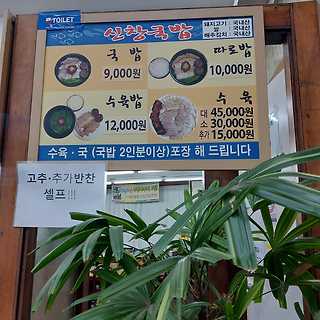 TOILET
신창국밥
돼지고기 국내산
쌀 국내산
배추김치 국내산
국밥
9,000원
따로밥
10,000원
수육밥
12,000원
수육
대 45,000원
소 30,000원
추가 15,000원
수육·국 (국밥 2인분이상)포장 해 드립니다
고추·추가반찬
셀프!!!